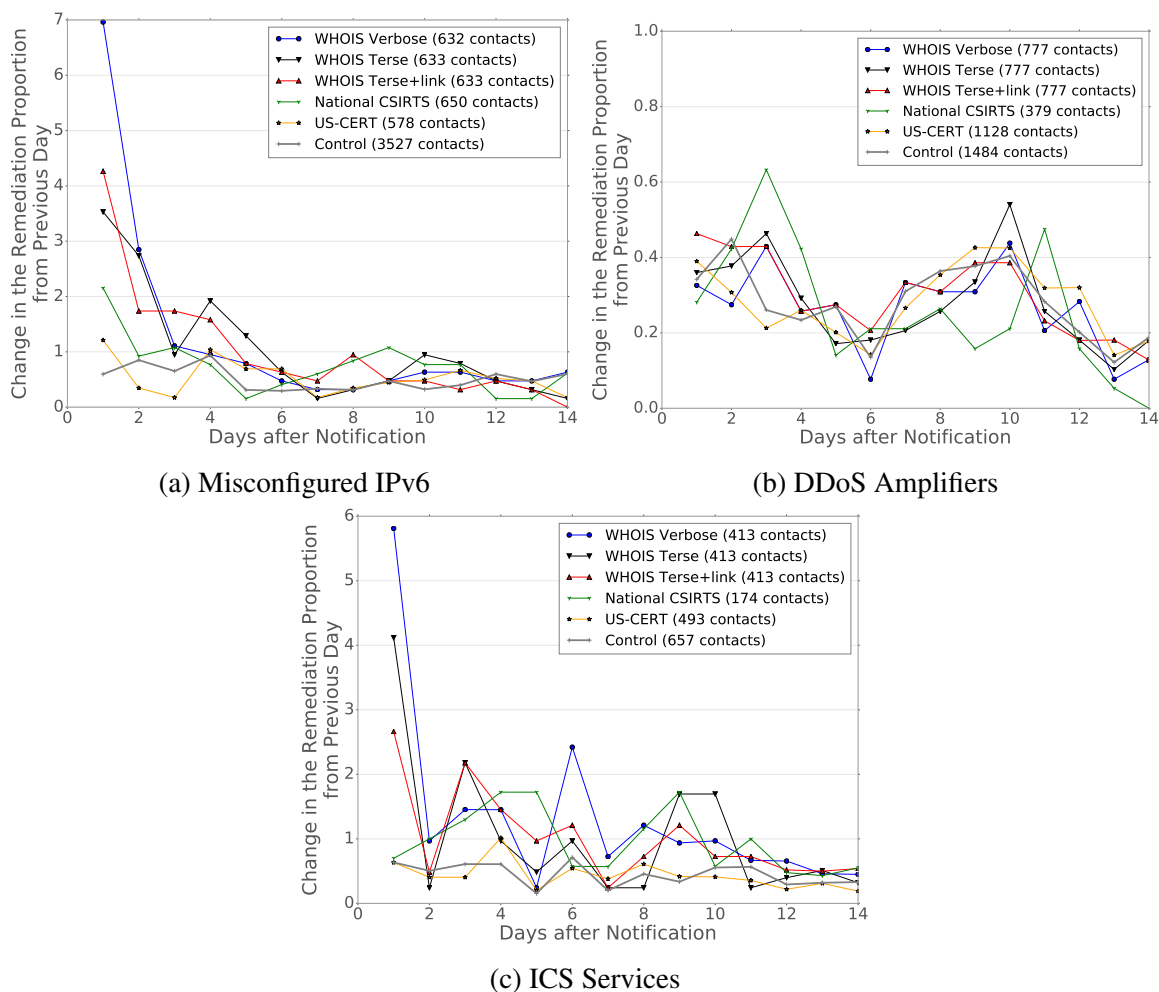 Change in the Remediation Proportion
from Previous Day
7
6
5
4
3
2
1
0
WHOIS Verbose (632 contacts)
WHOIS Terse (633 contacts)
WHOIS Terse+link (633 contacts)
National CSIRTS (650 contacts)
US-CERT (578 contacts)
Control (3527 contacts)
0 2 4 6 8 10 12 14
Days after Notification
(a) Misconfigured IPv6
Change in the Remediation Proportion
from Previous Day
1.0
0.8
0.6
0.4
0.2
0.0
WHOIS Verbose (777 contacts)
WHOIS Terse (777 contacts)
WHOIS Terse+link (777 contacts)
National CSIRTS (379 contacts)
US-CERT (1128 contacts)
Control (1484 contacts)
0 2 4 6 8 10 12 14
Days after Notification
(b) DDoS Amplifiers
Change in the Remediation Proportion
from Previous Day
6
5
4
3
2
1
0
WHOIS Verbose (413 contacts)
WHOIS Terse (413 contacts)
WHOIS Terse+link (413 contacts)
National CSIRTS (174 contacts)
US-CERT (493 contacts)
Control (657 contacts)
0 2 4 6 8 10 12 14
Days after Notification
(c) ICS Services